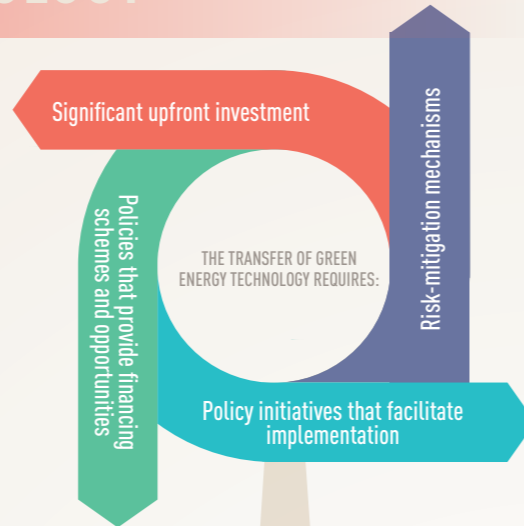 Significant upfront investment
Risk-mitigation mechanisms
THE TRANSFER OF GREEN
ENERGY TECHNOLOGY REQUIRES:
Policies that provide financing
schemes and opportunities
Policy initiatives that facilitate
implementation